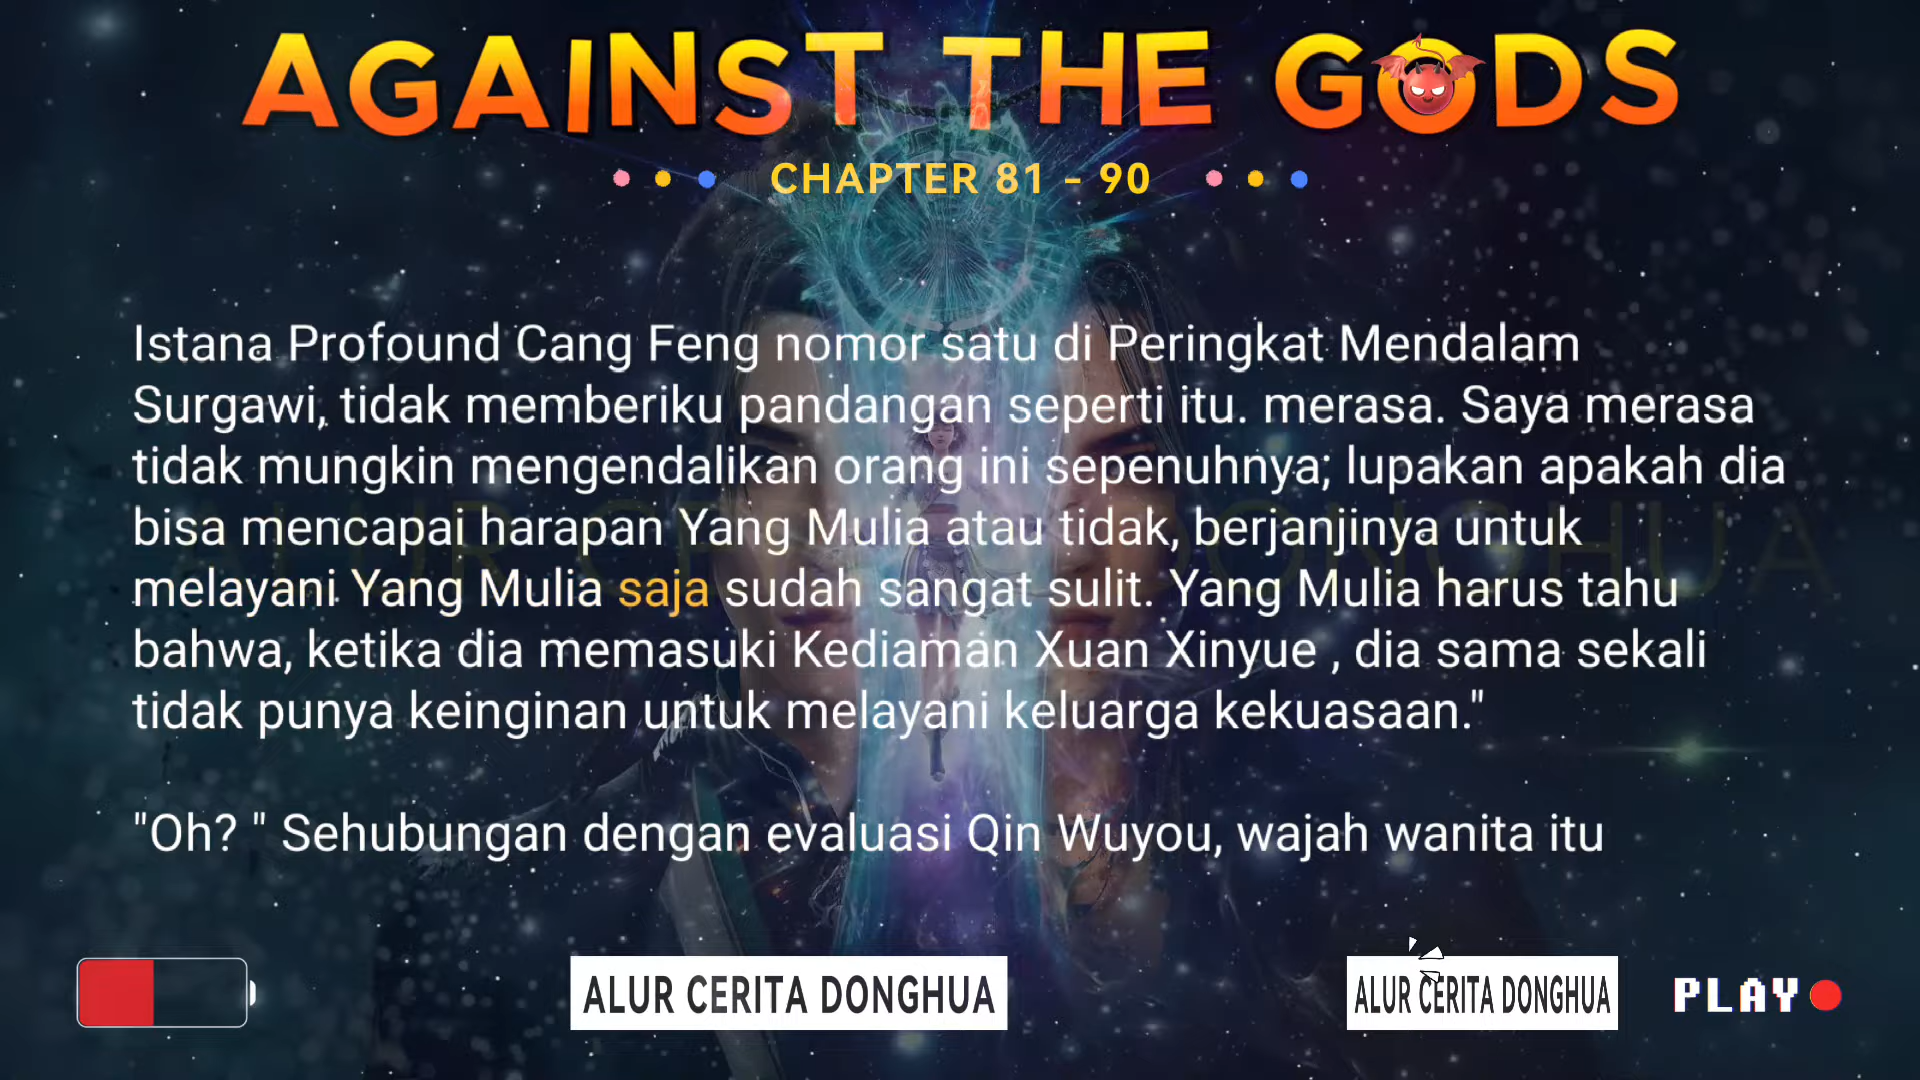 AGAINST THE GODS
CHAPTER 81 - 90
Istana Profound Cang Feng nomor satu di Peringkat Mendalam
Surgawi, tidak memberiku pandangan seperti itu. merasa. Saya merasa
tidak mungkin mengendalikan orang ini sepenuhnya; lupakan apakah dia
bisa mencapai harapan Yang Mulia atau tidak, berjanjinya untuk
melayani Yang Mulia saja sudah sangat sulit. Yang Mulia harus tahu
bahwa, ketika dia memasuki Kediaman Xuan Xinyue , dia sama sekali
tidak punya keinginan untuk melayani keluarga kekuasaan."
"Oh? " Sehubungan dengan evaluasi Qin Wuyou, wajah wanita itu
ALUR CERITA DONGHUA
ALUR CERITA DONGHUA
PLAY